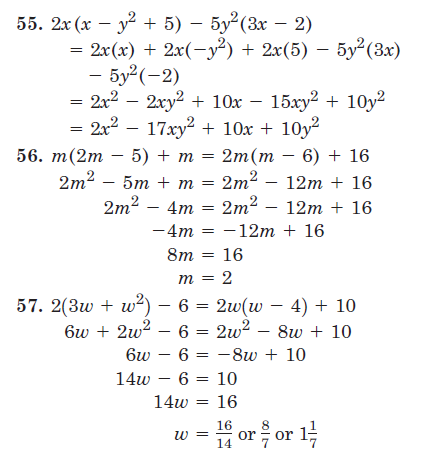 55. 2x(x − y² + 5) − 5y²(3x − 2)
= 2x(x) + 2x(−y²) + 2x(5) − 5y²(3x)
− 5y²(−2)
= 2x² − 2xy² + 10x − 15xy² + 10y²
= 2x² − 17xy² + 10x + 10y²
56. m(2m − 5) + m = 2m(m − 6) + 16
2m² − 5m + m = 2m² − 12m + 16
2m² − 4m = 2m² − 12m + 16
−4m = −12m + 16
8m = 16
m = 2
57. 2(3w + w²) − 6 = 2w(w − 4) + 10
6w + 2w² − 6 = 2w² − 8w + 10
6w − 6 = −8w + 10
14w − 6 = 10
14w = 16
w = 16/14 or 8/7 or 1 1/7